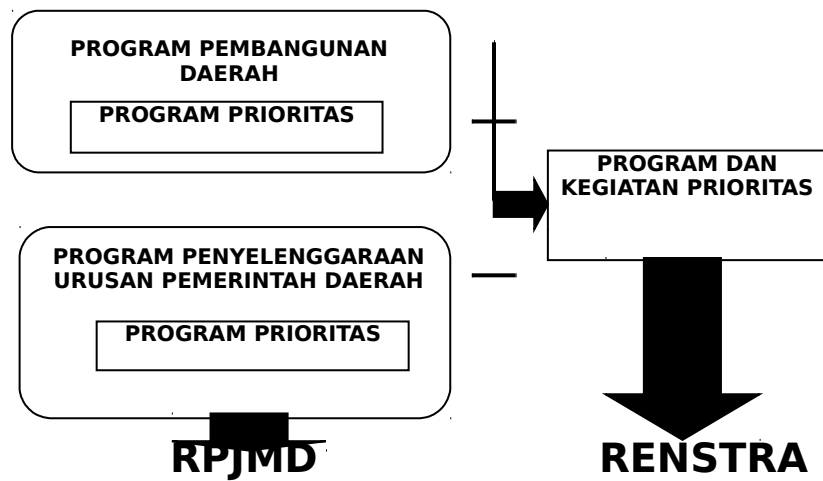 PROGRAM PEMBANGUNAN
DAERAH
PROGRAM PRIORITAS
PROGRAM DAN
KEGIATAN PRIORITAS
PROGRAM PENYELENGGARAAN
URUSAN PEMERINTAH DAERAH
PROGRAM PRIORITAS
RPJMD
RENSTRA